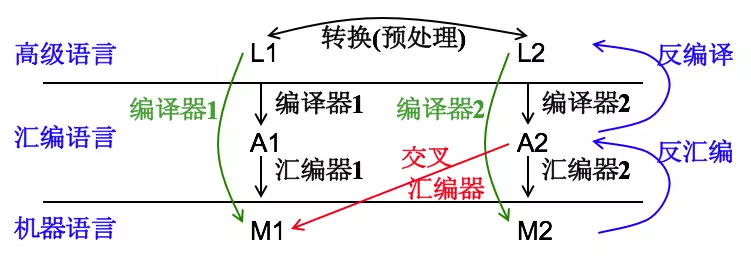 转换(预处理)
高级语言 L1 L2 反编译
编译器1 编译器1 编译器2 编译器2
汇编语言 A1 A2
汇编器1 交叉 汇编器2 反汇编
汇编器
机器语言 M1 M2